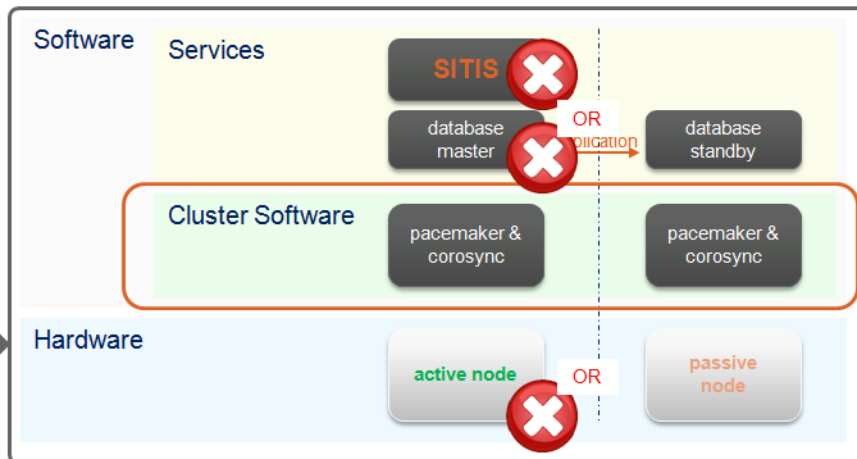 Software
Services
SITIS
OR
database
master
plication
database
standby
Cluster Software
pacemaker &
corosync
pacemaker &
corosync
Hardware
active node
OR
passive
node